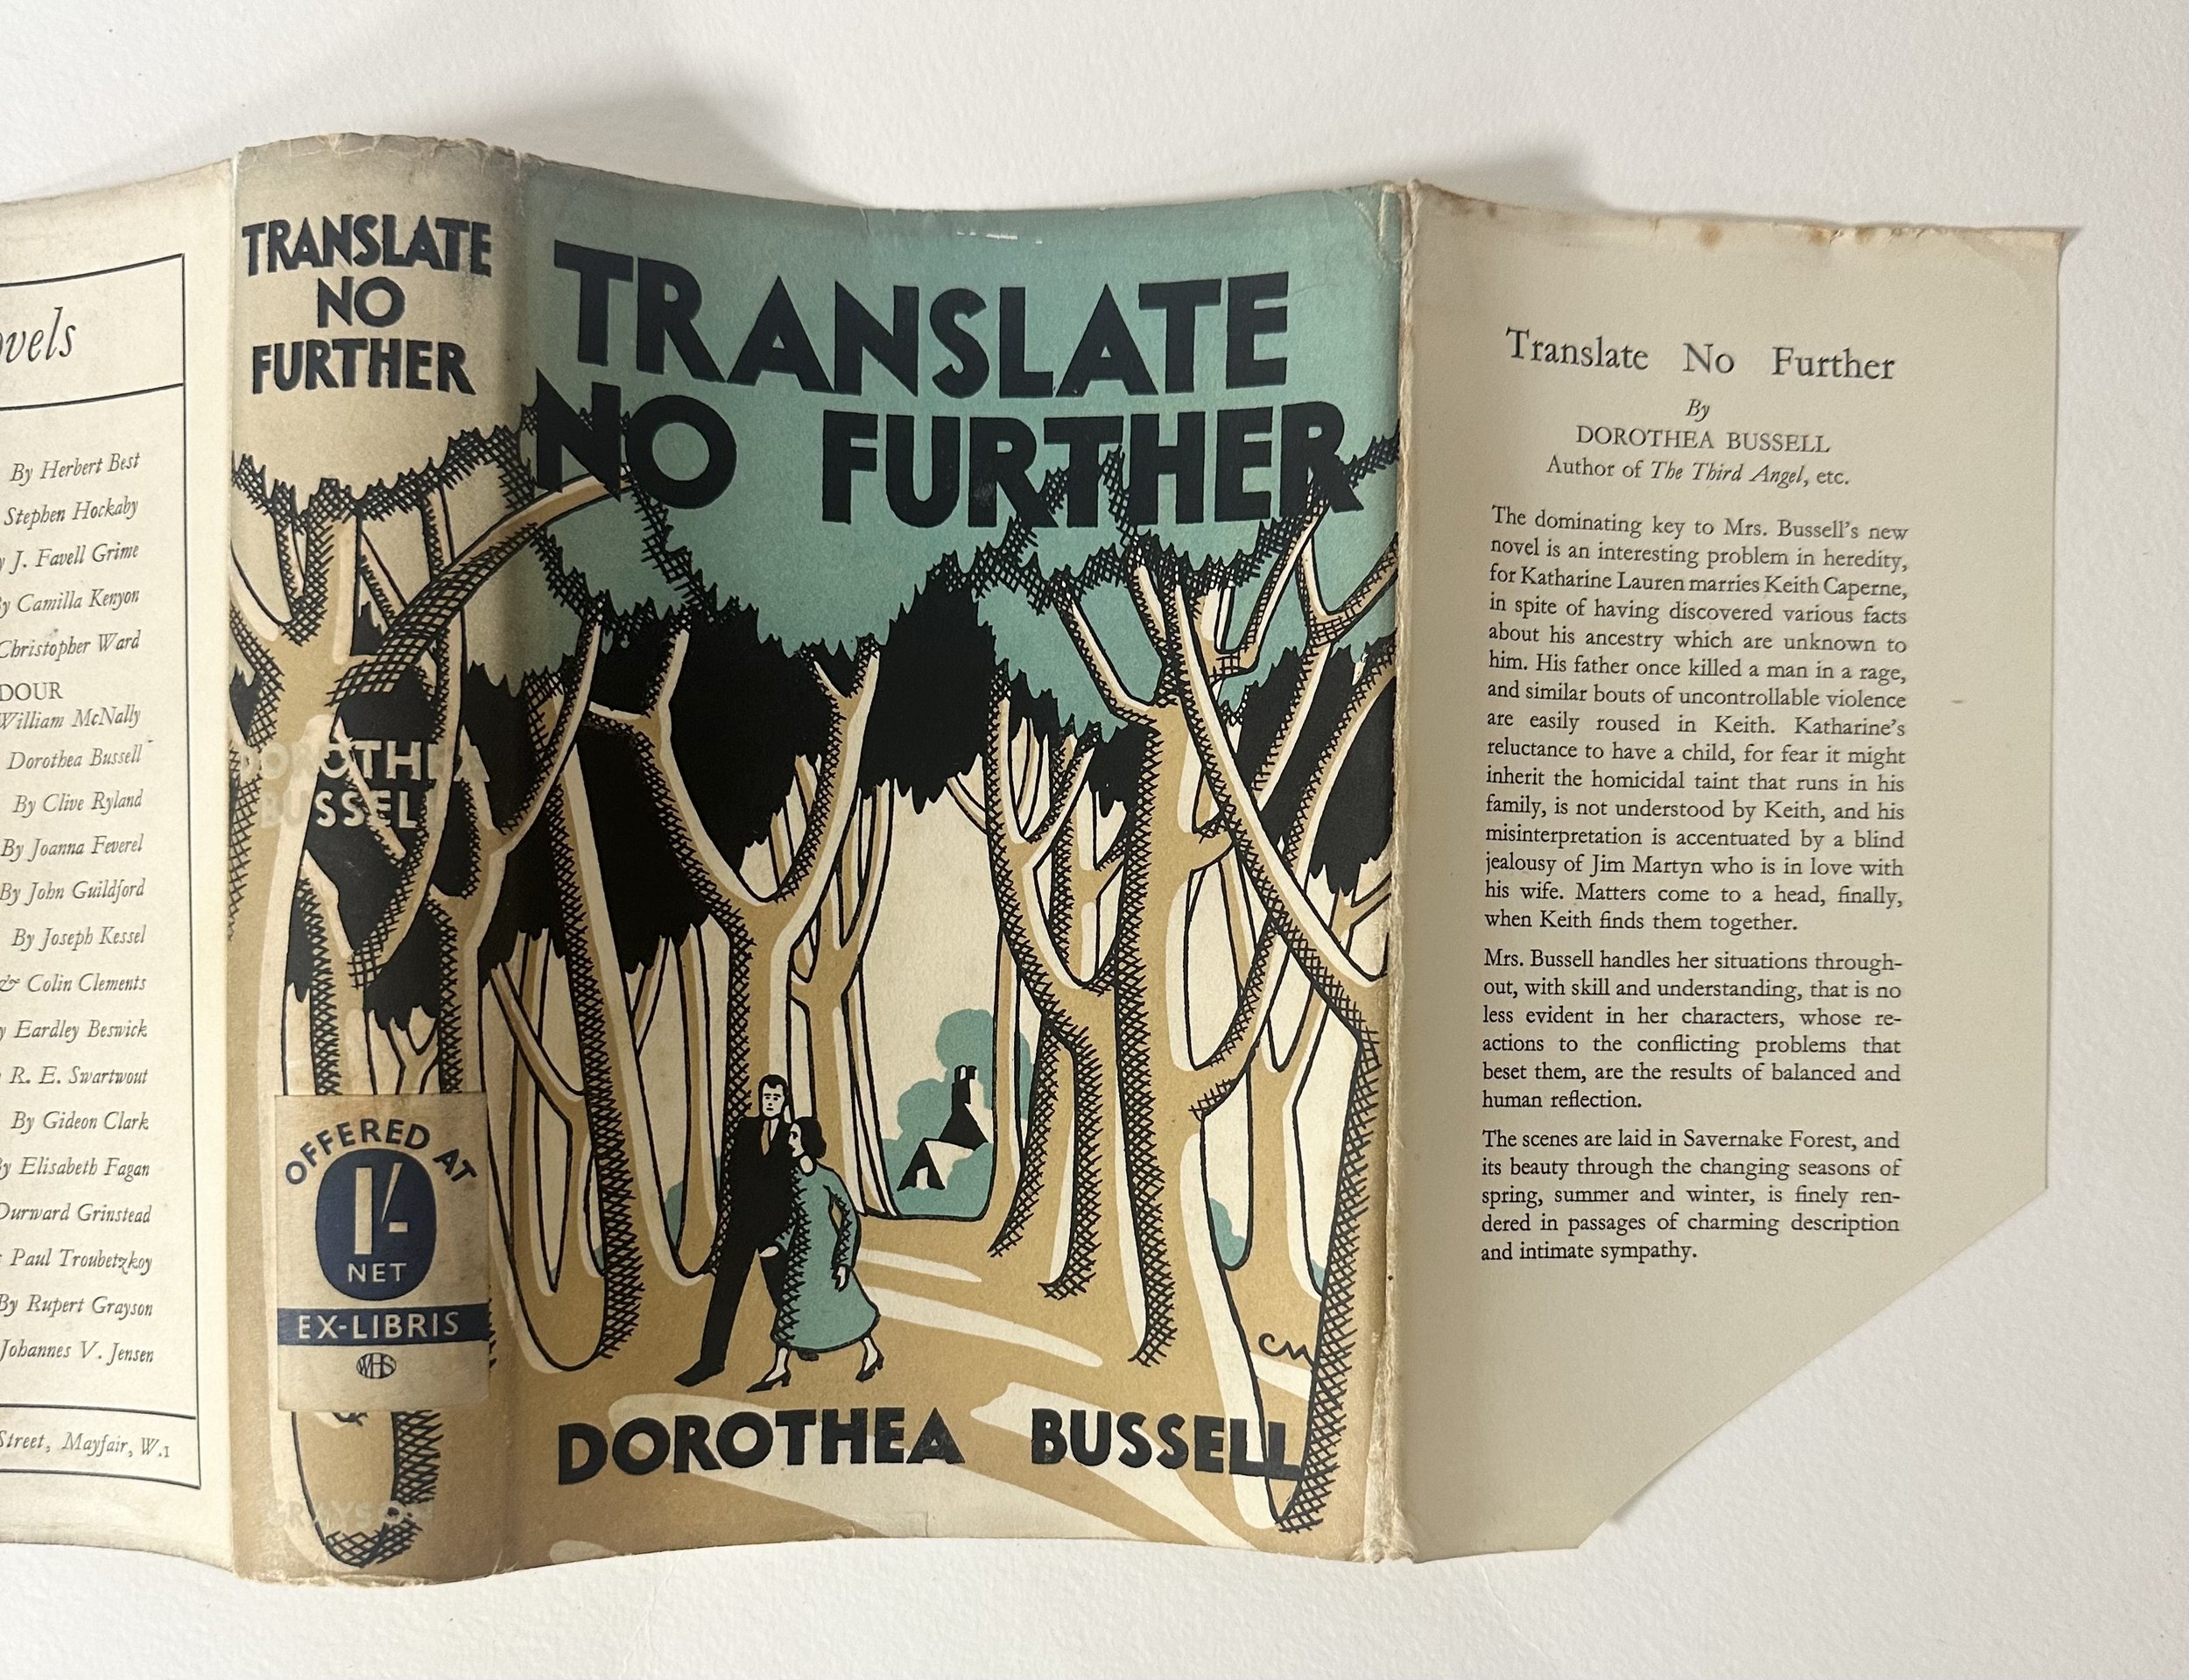 ovels
By Herbert Best
Stephen Hockaby
J. Favell Grime
By Camilla Kenyon
Christopher Ward
DOUR
William McNally
Dorothea Bussell
By Clive Ryland
By Joanna Feverel
By John Guildford
By Joseph Kessel
& Colin Clements
Eardley Beswick
R. E. Swartwout
By Gideon Clark
By Elisabeth Fagan
Durward Grinstead
Paul Troubetzkoy
By Rupert Grayson
Johannes V. Jensen
Street, Mayfair, W.1
TRANSLATE
NO
FURTHER
DOROTHEA
BUSSELL
OFFERED AT
1/-
NET
EX-LIBRIS
WHS
GRAYSON
TRANSLATE
NO FURTHER
CM
DOROTHEA BUSSELL
Translate No Further
By
DOROTHEA BUSSELL
Author of The Third Angel, etc.
The dominating key to Mrs. Bussell's new
novel is an interesting problem in heredity,
for Katharine Lauren marries Keith Caperne,
in spite of having discovered various facts
about his ancestry which are unknown to
him. His father once killed a man in a rage,
and similar bouts of uncontrollable violence
are easily roused in Keith. Katharine's
reluctance to have a child, for fear it might
inherit the homicidal taint that runs in his
family, is not understood by Keith, and his
misinterpretation is accentuated by a blind
jealousy of Jim Martyn who is in love with
his wife. Matters come to a head, finally,
when Keith finds them together.
Mrs. Bussell handles her situations through-
out, with skill and understanding, that is no
less evident in her characters, whose re-
actions to the conflicting problems that
beset them, are the results of balanced and
human reflection.
The scenes are laid in Savernake Forest, and
its beauty through the changing seasons of
spring, summer and winter, is finely ren-
dered in passages of charming description
and intimate sympathy.